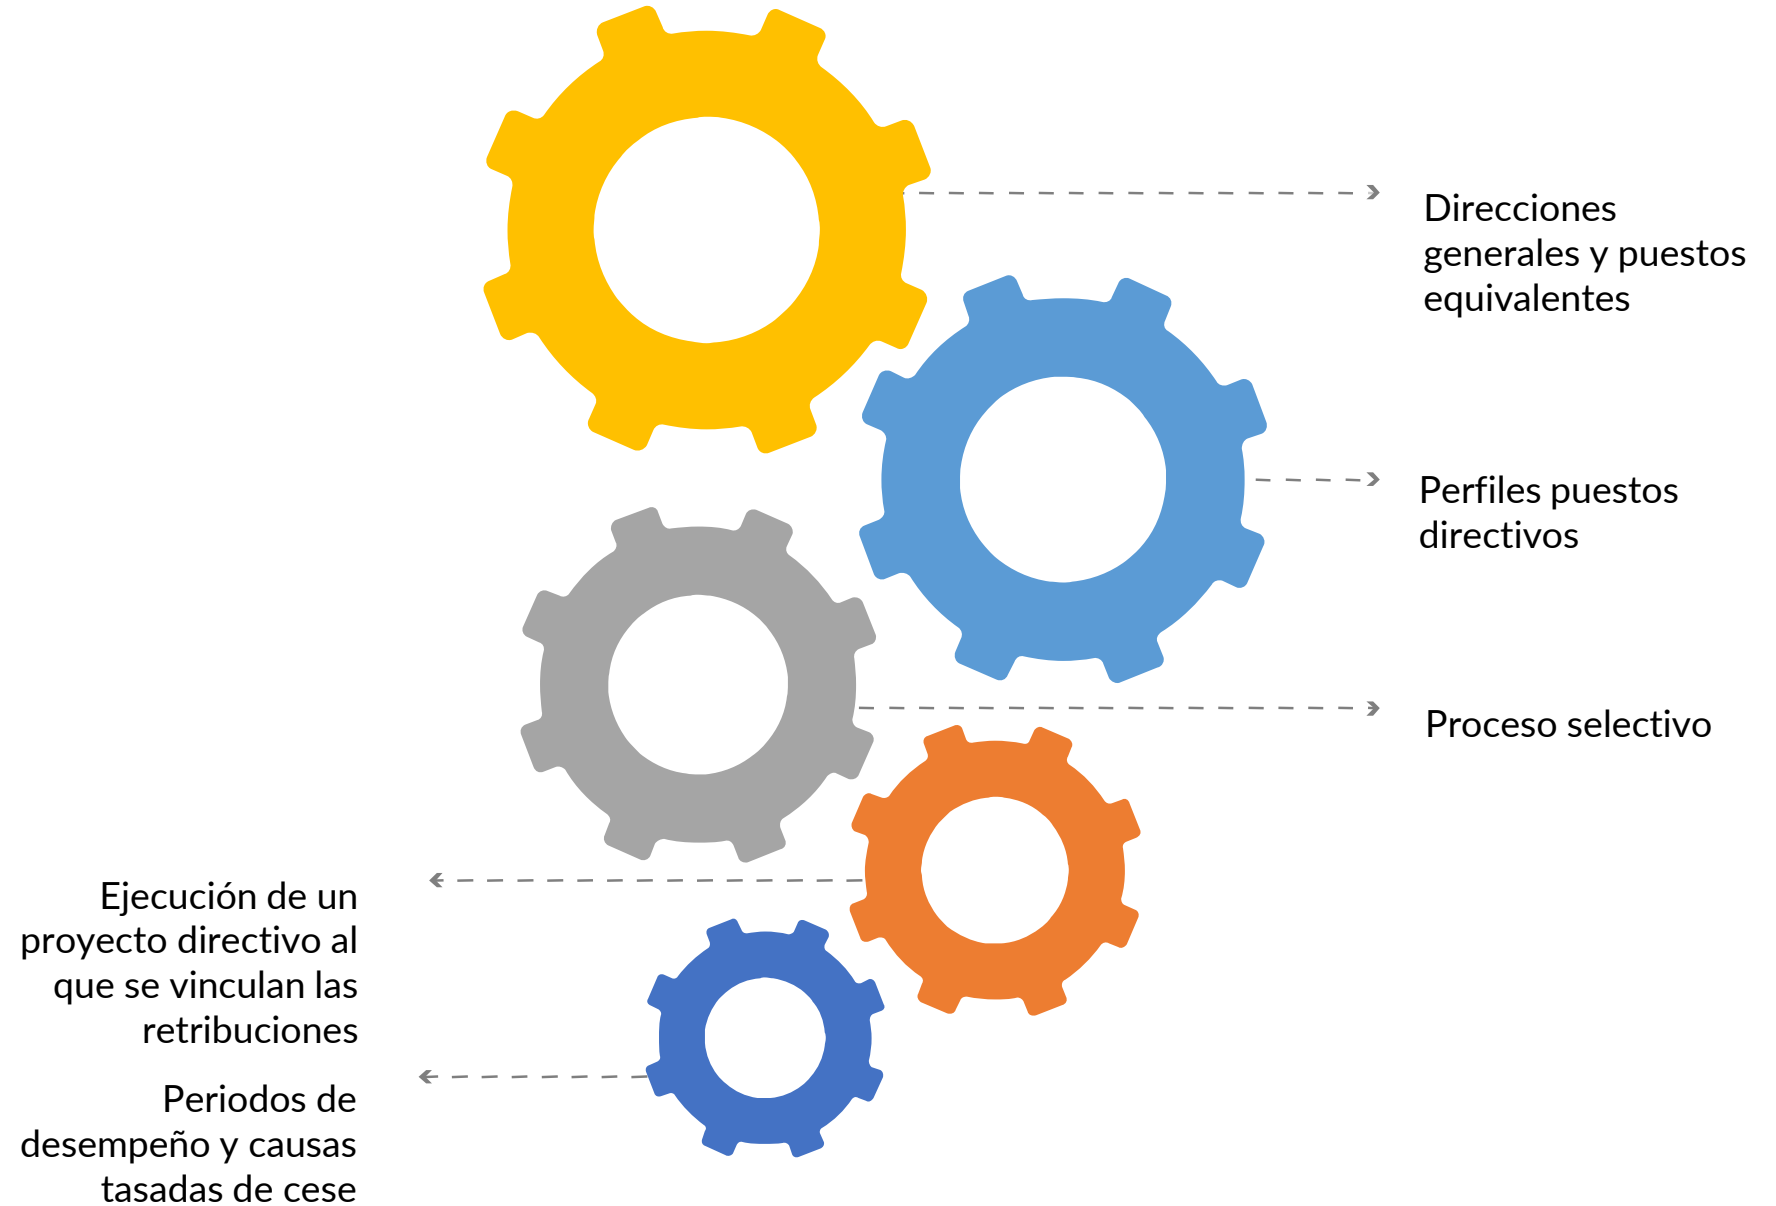 Direcciones
generales y puestos
equivalentes
Perfiles puestos
directivos
Proceso selectivo
Ejecución de un
proyecto directivo al
que se vinculan las
retribuciones
Periodos de
desempeño y causas
tasadas de cese